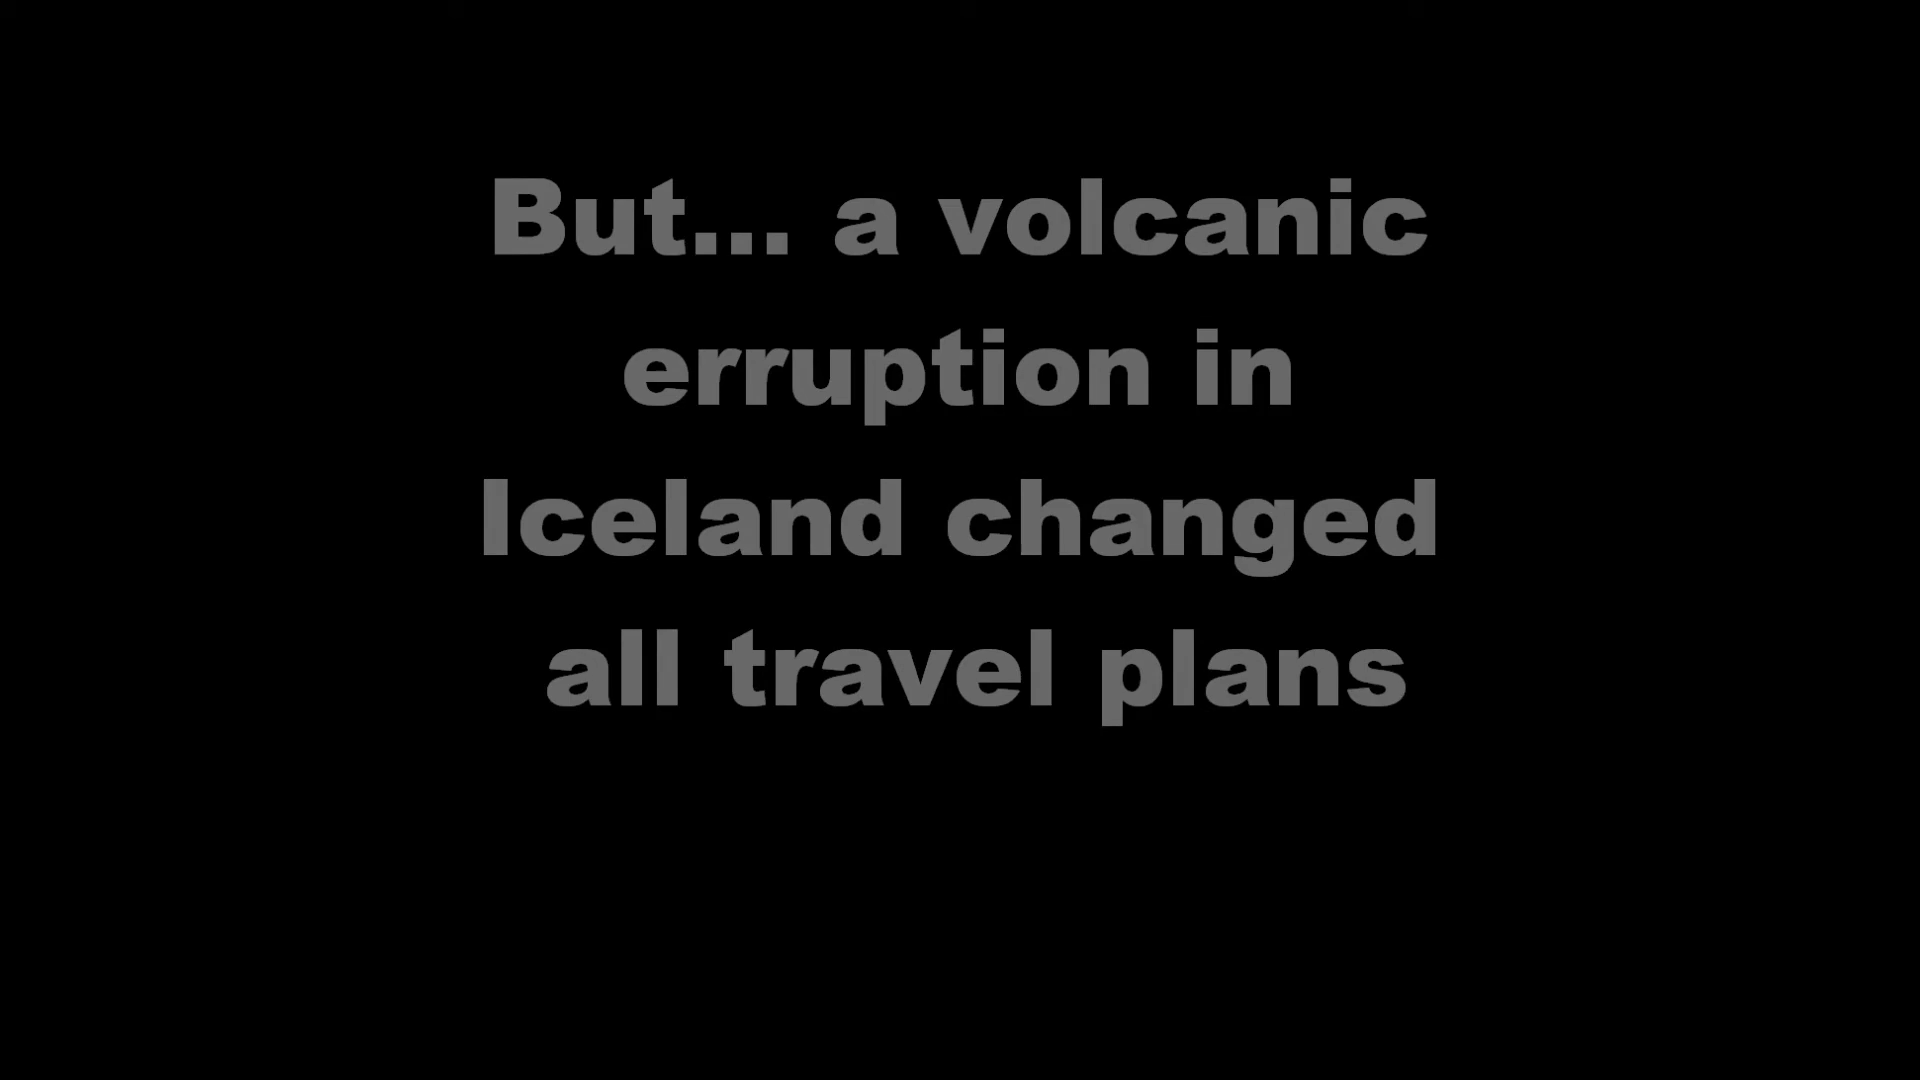 But... a volcanic
erruption in
Iceland changed
all travel plans